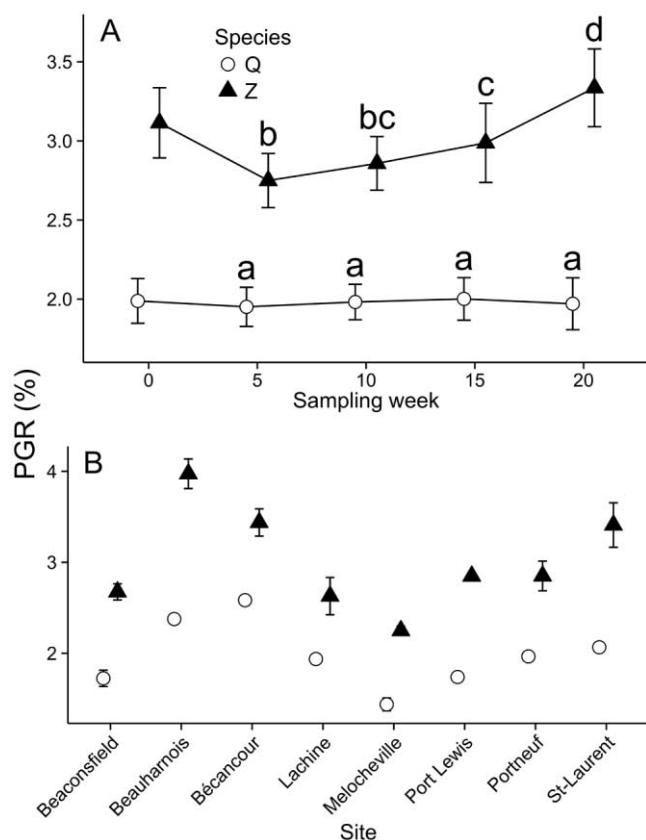 A
Species
Q
Z
3.5
3.0
2.5
2.0
b
bc
c
d
a
a
a
a
0
5
10
15
20
Sampling week
PGR (%)
B
4
3
2
Beaconsfield
Beauharnois
Bécancour
Lachine
Melocheville
Port Lewis
Portneuf
St-Laurent
Site